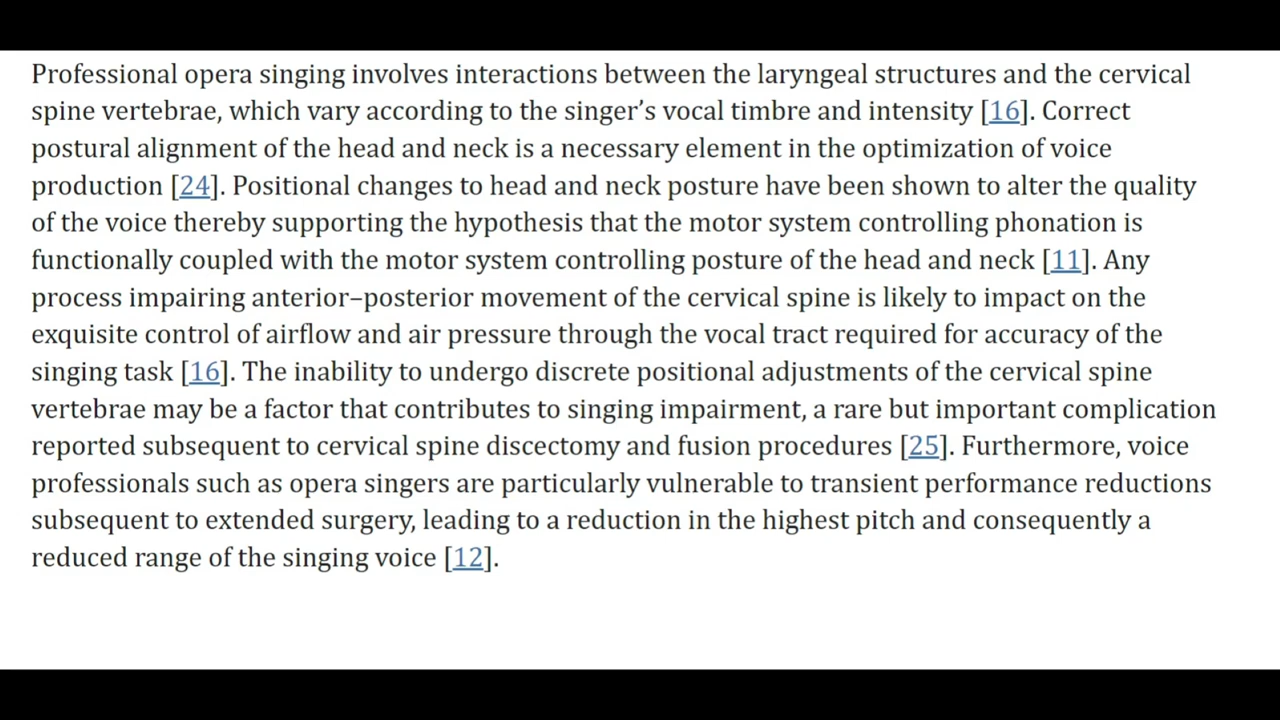 Professional opera singing involves interactions between the laryngeal structures and the cervical
spine vertebrae, which vary according to the singer’s vocal timbre and intensity [16]. Correct
postural alignment of the head and neck is a necessary element in the optimization of voice
production [24]. Positional changes to head and neck posture have been shown to alter the quality
of the voice thereby supporting the hypothesis that the motor system controlling phonation is
functionally coupled with the motor system controlling posture of the head and neck [11]. Any
process impairing anterior–posterior movement of the cervical spine is likely to impact on the
exquisite control of airflow and air pressure through the vocal tract required for accuracy of the
singing task [16]. The inability to undergo discrete positional adjustments of the cervical spine
vertebrae may be a factor that contributes to singing impairment, a rare but important complication
reported subsequent to cervical spine discectomy and fusion procedures [25]. Furthermore, voice
professionals such as opera singers are particularly vulnerable to transient performance reductions
subsequent to extended surgery, leading to a reduction in the highest pitch and consequently a
reduced range of the singing voice [12].